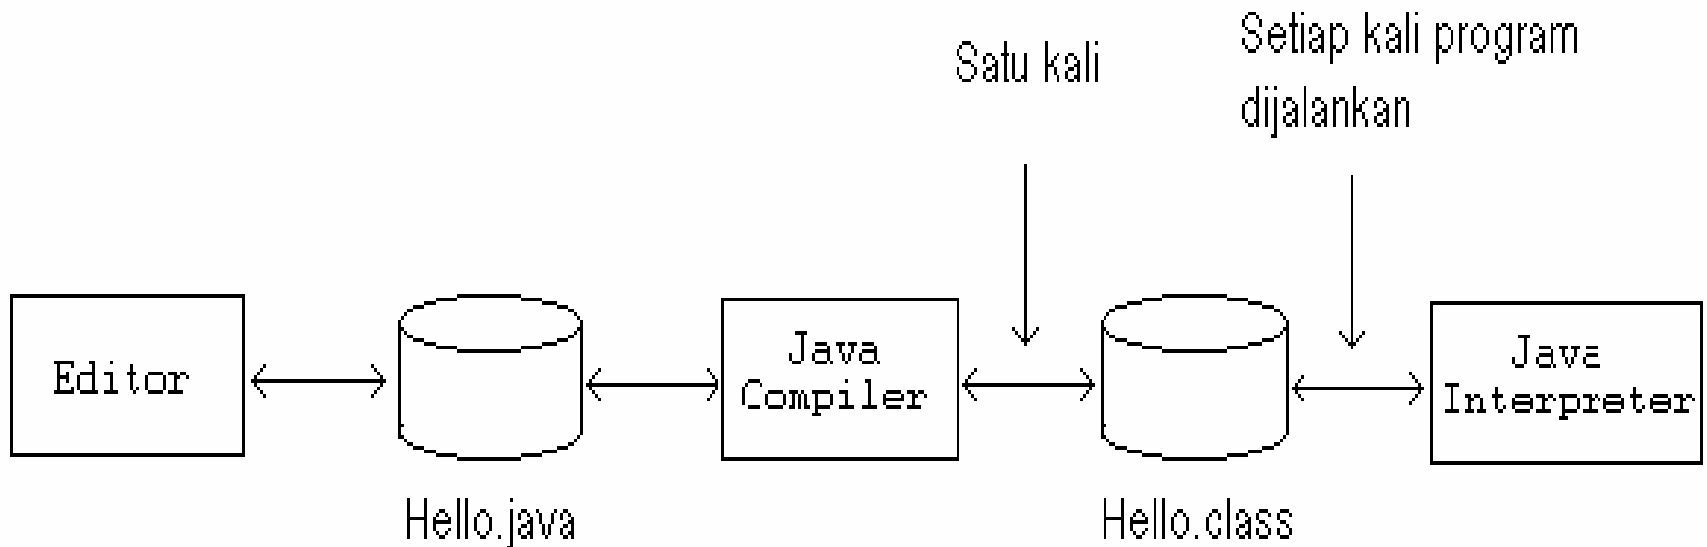 Satu kali
Setiap kali program
dijalankan
Editor
Java
Compiler
Java
Interpreter
Hello.java
Hello.class